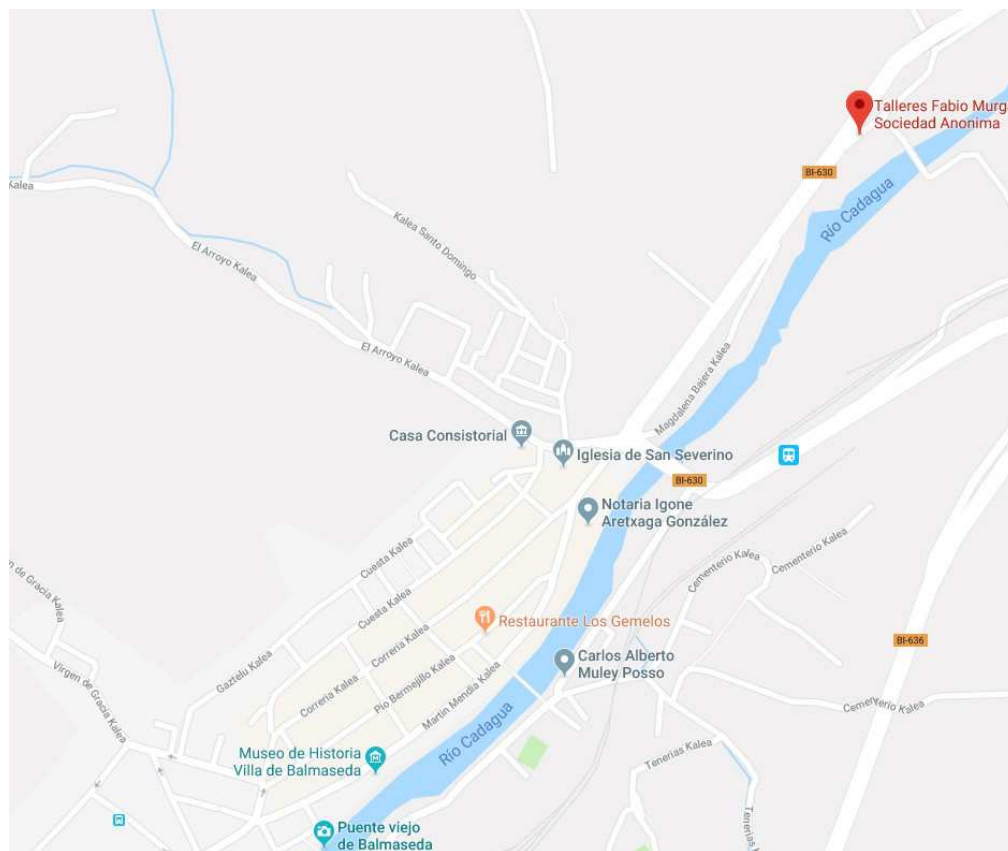 Talleres Fabio Murg
Sociedad Anonima
BI-630
Río Cadagua
Kalea
Kalea Santo Domingo
El Arroyo Kalea
El Arroyo Kalea
Magdalena Bajera Kalea
Casa Consistorial
Iglesia de San Severino
BI-630
Notaria Igone
Aretxaga González
Cuesta Kalea
Cementerio Kalea
Cementerio Kalea
en de Gracia Kalea
Cuesta Kalea
Restaurante Los Gemelos
Correria Kalea
BI-636
Carlos Alberto
Muley Posso
Gaztelu Kalea
Pio Bermejillo Kalea
Virgen de Gracia Kalea
Correria Kalea
Martin Mendia Kalea
Cementerio Kalea
Río Cadagua
Museo de Historia
Villa de Balmaseda
Tenerias Kalea
Tenerias K
Puente viejo
de Balmaseda